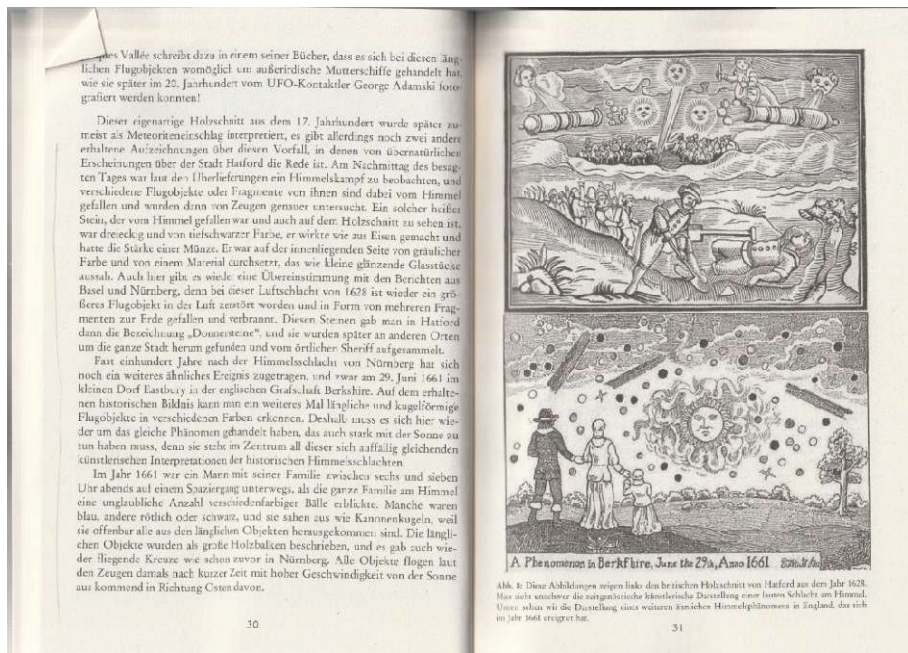 ques Vallée schreibt dazu in einem seiner Bücher, dass es sich bei diesen läng-
lichen Flugobjekten womöglich um außerirdische Mutterschiffe gehandelt hat,
wie sie später im 20. Jahrhundert vom UFO-Kontaktler George Adamski foto-
grafiert werden konnten!
Dieser eigenartige Holzschnitt aus dem 17. Jahrhundert wurde später zu-
meist als Meteoriteneinschlag interpretiert, es gibt allerdings noch zwei andere
erhaltene Aufzeichnungen über diesen Vorfall, in denen von übernatürlichen
Erscheinungen über der Stadt Hatford die Rede ist. Am Nachmittag des besag-
ten Tages war laut den Überlieferungen ein Himmelskampf zu beobachten, und
verschiedene Flugobjekte oder Fragmente von ihnen sind dabei vom Himmel
gefallen und wurden dann von Zeugen genauer untersucht. Ein solcher heißer
Stein, der vom Himmel gefallen war und auch auf dem Holzschnitt zu sehen ist,
war dreieckig und von tiefschwarzer Farbe, er wirkte wie aus Eisen gemacht und
hatte die Stärke einer Münze. Er war auf der innenliegenden Seite von gräulicher
Farbe und von einem Material durchsetzt, das wie kleine glänzende Glasstücke
aussah. Auch hier gibt es wieder eine Übereinstimmung mit den Berichten aus
Basel und Nürnberg, denn bei dieser Luftschlacht von 1628 ist wieder ein grö-
ßeres Flugobjekt in der Luft zerstört worden und in Form von mehreren Frag-
menten zur Erde gefallen und verbrannt. Diesen Steinen gab man in Hatford
dann die Bezeichnung „Donnersteine“, und sie wurden später an anderen Orten
um die ganze Stadt herum gefunden und vom örtlichen Sheriff aufgesammelt.
Fast einhundert Jahre nach der Himmelsschlacht von Nürnberg hat sich
noch ein weiteres ähnliches Ereignis zugetragen, und zwar am 29. Juni 1661 im
kleinen Dorf Eastbury in der englischen Grafschaft Berkshire. Auf dem erhalte-
nen historischen Bildnis kann man ein weiteres Mal längliche und kugelförmige
Flugobjekte in verschiedenen Farben erkennen. Deshalb muss es sich hier wie-
der um das gleiche Phänomen gehandelt haben, das auch stark mit der Sonne zu
tun haben muss, denn sie steht im Zentrum all dieser sich auffällig gleichenden
künstlerischen Interpretationen der historischen Himmelsschlachten
Im Jahr 1661 war ein Mann mit seiner Familie zwischen sechs und sieben
Uhr abends auf einem Spaziergang unterwegs, als die ganze Familie am Himmel
eine unglaubliche Anzahl verschiedenfarbiger Bälle erblickte. Manche waren
blau, andere rötlich oder schwarz, und sie sahen aus wie Kanonenkugeln, weil
sie offenbar alle aus den länglichen Objekten herausgekommen sind. Die längli-
chen Objekte wurden als große Holzbalken beschrieben, und es gab auch wie-
der fliegende Kreuze wie schon zuvor in Nürnberg. Alle Objekte flogen laut
den Zeugen damals nach kurzer Zeit mit hoher Geschwindigkeit von der Sonne
aus kommend in Richtung Osten davon.
30
A Phenomenon in Berkshire, June the 29th, Anno 1661
Abb. 8: Diese Abbildungen zeigen links den britischen Holzschnitt von Hatford aus dem Jahr 1628.
Man sieht unschwer die zeitgenössische künstlerische Darstellung einer lauten Schlacht am Himmel.
Unten sehen wir die Darstellung eines weiteren ähnlichen Himmelsphänomens in England, das sich
im Jahr 1661 ereignet hat.
31